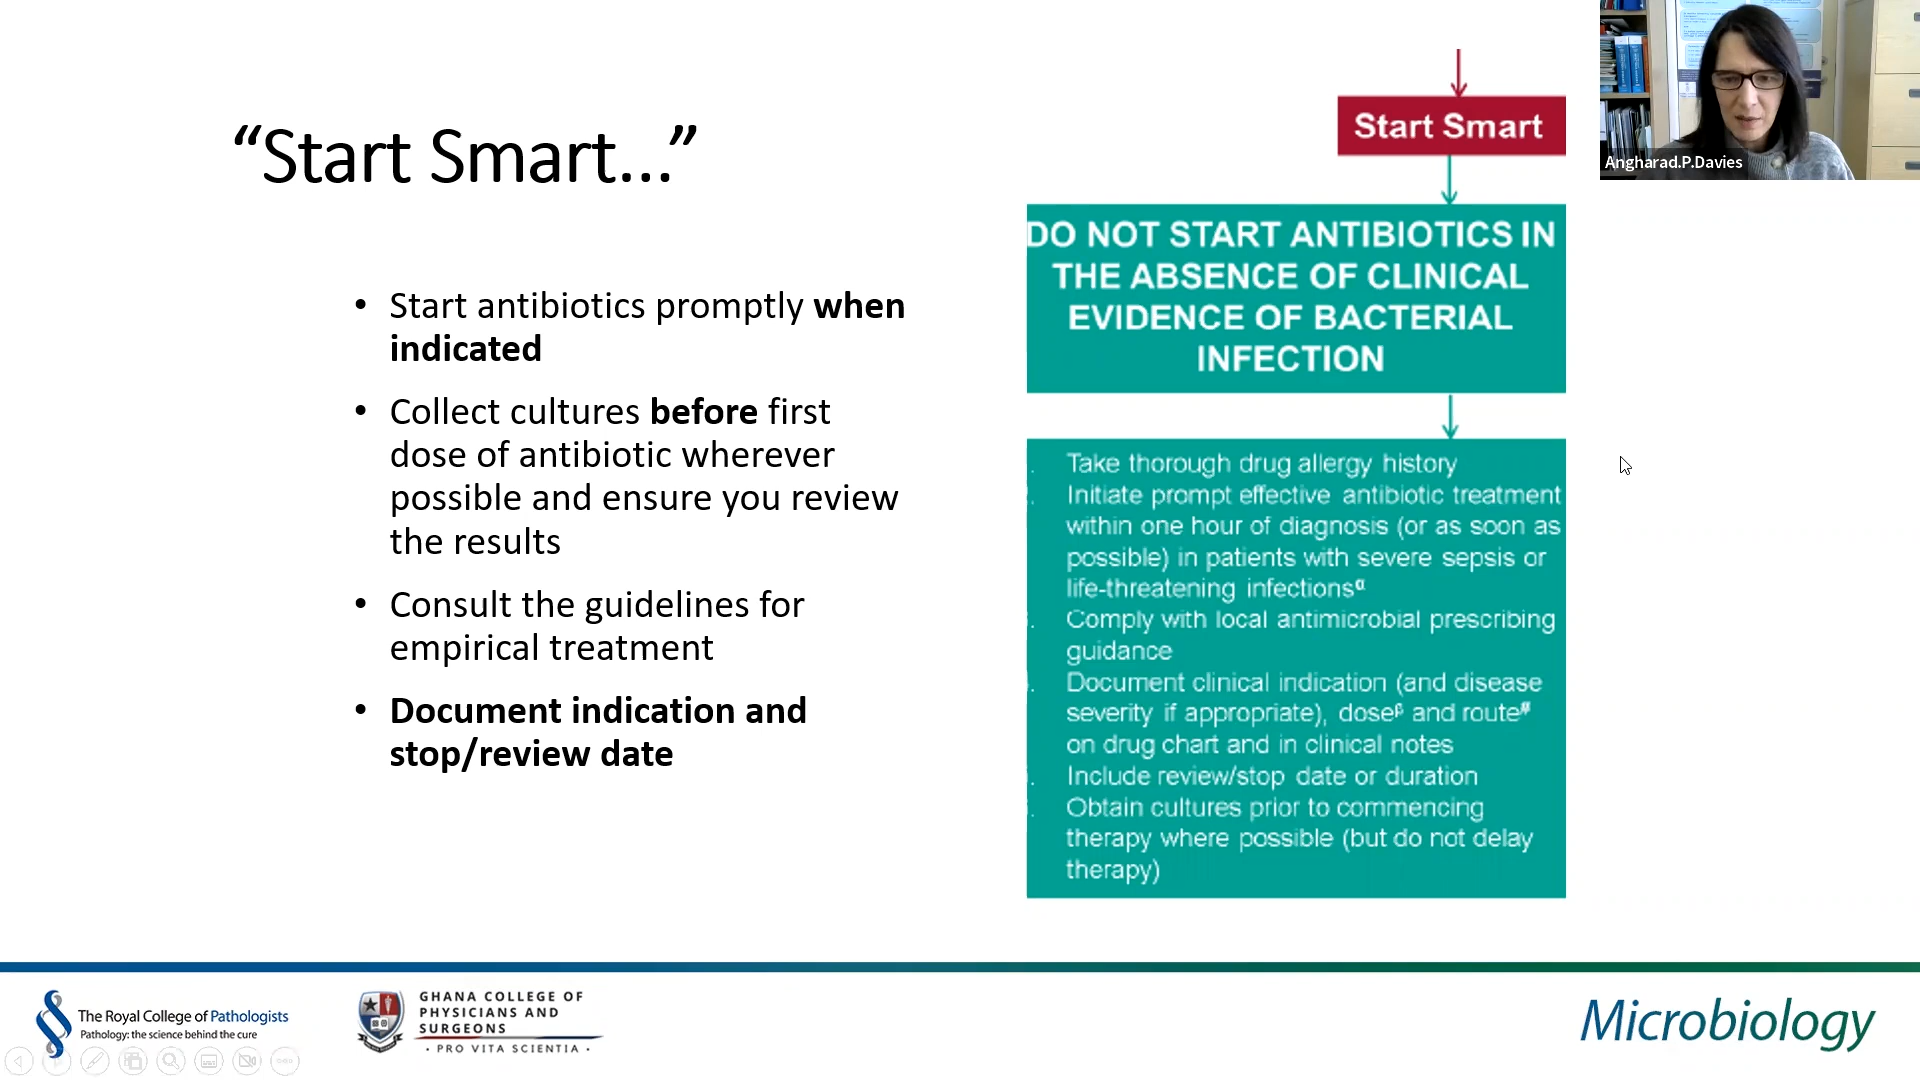 “Start Smart...”
• Start antibiotics promptly when
indicated
• Collect cultures before first
dose of antibiotic wherever
possible and ensure you review
the results
• Consult the guidelines for
empirical treatment
• Document indication and
stop/review date
Start Smart
DO NOT START ANTIBIOTICS IN
THE ABSENCE OF CLINICAL
EVIDENCE OF BACTERIAL
INFECTION
Take thorough drug allergy history
Initiate prompt effective antibiotic treatment
within one hour of diagnosis (or as soon as
possible) in patients with severe sepsis or
life-threatening infectionsα
Comply with local antimicrobial prescribing
guidance
Document clinical indication (and disease
severity if appropriate), doseβ and route
on drug chart and in clinical notes
Include review/stop date or duration
Obtain cultures prior to commencing
therapy where possible (but do not delay
therapy)
Angharad.P.Davies
The Royal College of Pathologists
Pathology: the science behind the cure
GHANA COLLEGE OF
PHYSICIANS AND
SURGEONS
• PRO VITA SCIENTIA •
Microbiology